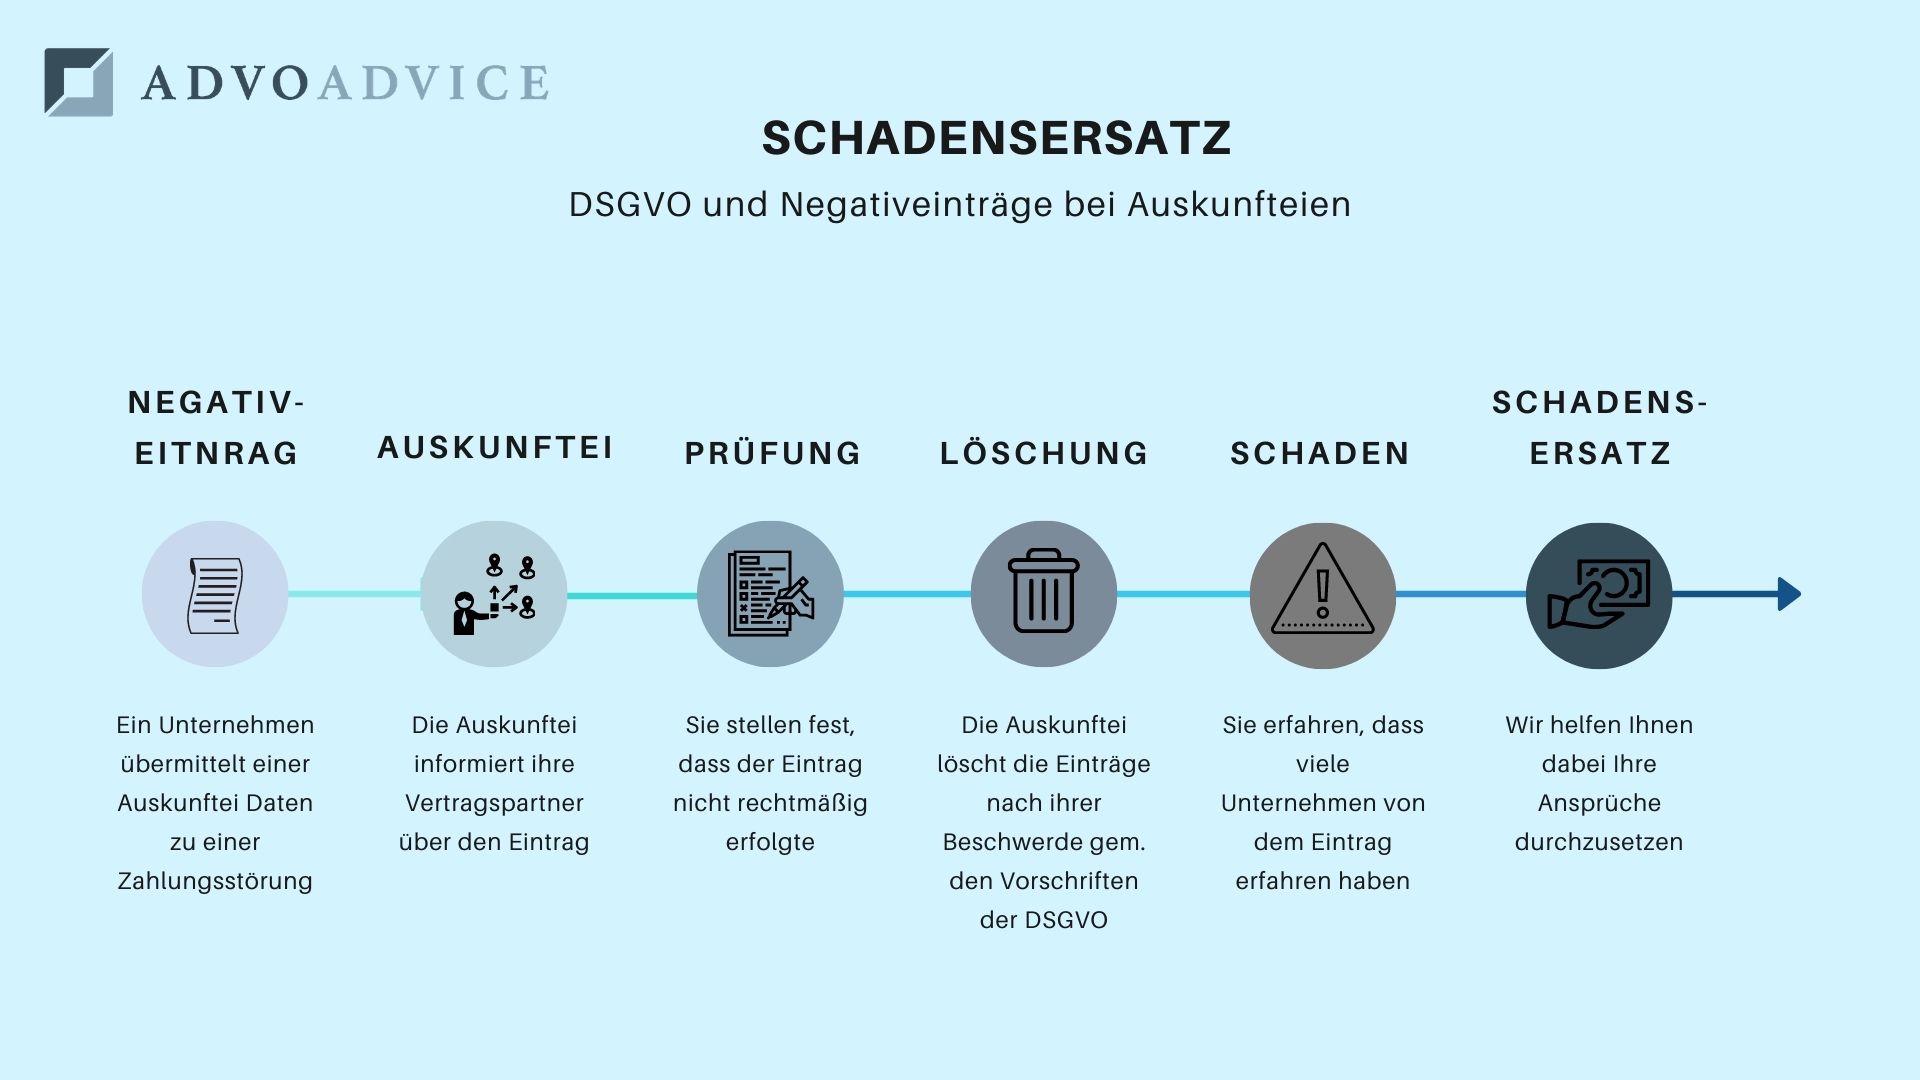 ADVOADVICE
SCHADENSERSATZ
DSGVO und Negativeinträge bei Auskunfteien
NEGATIV-
EITNRAG
AUSKUNFTEI
PRÜFUNG
LÖSCHUNG
SCHADEN
SCHADENS-
ERSATZ
Ein Unternehmen
übermittelt einer
Auskunftei Daten
zu einer
Zahlungsstörung
Die Auskunftei
informiert ihre
Vertragspartner
über den Eintrag
Sie stellen fest,
dass der Eintrag
nicht rechtmäßig
erfolgte
Die Auskunftei
löscht die Einträge
nach ihrer
Beschwerde gem.
den Vorschriften
der DSGVO
Sie erfahren, dass
viele
Unternehmen von
dem Eintrag
erfahren haben
Wir helfen Ihnen
dabei Ihre
Ansprüche
durchzusetzen